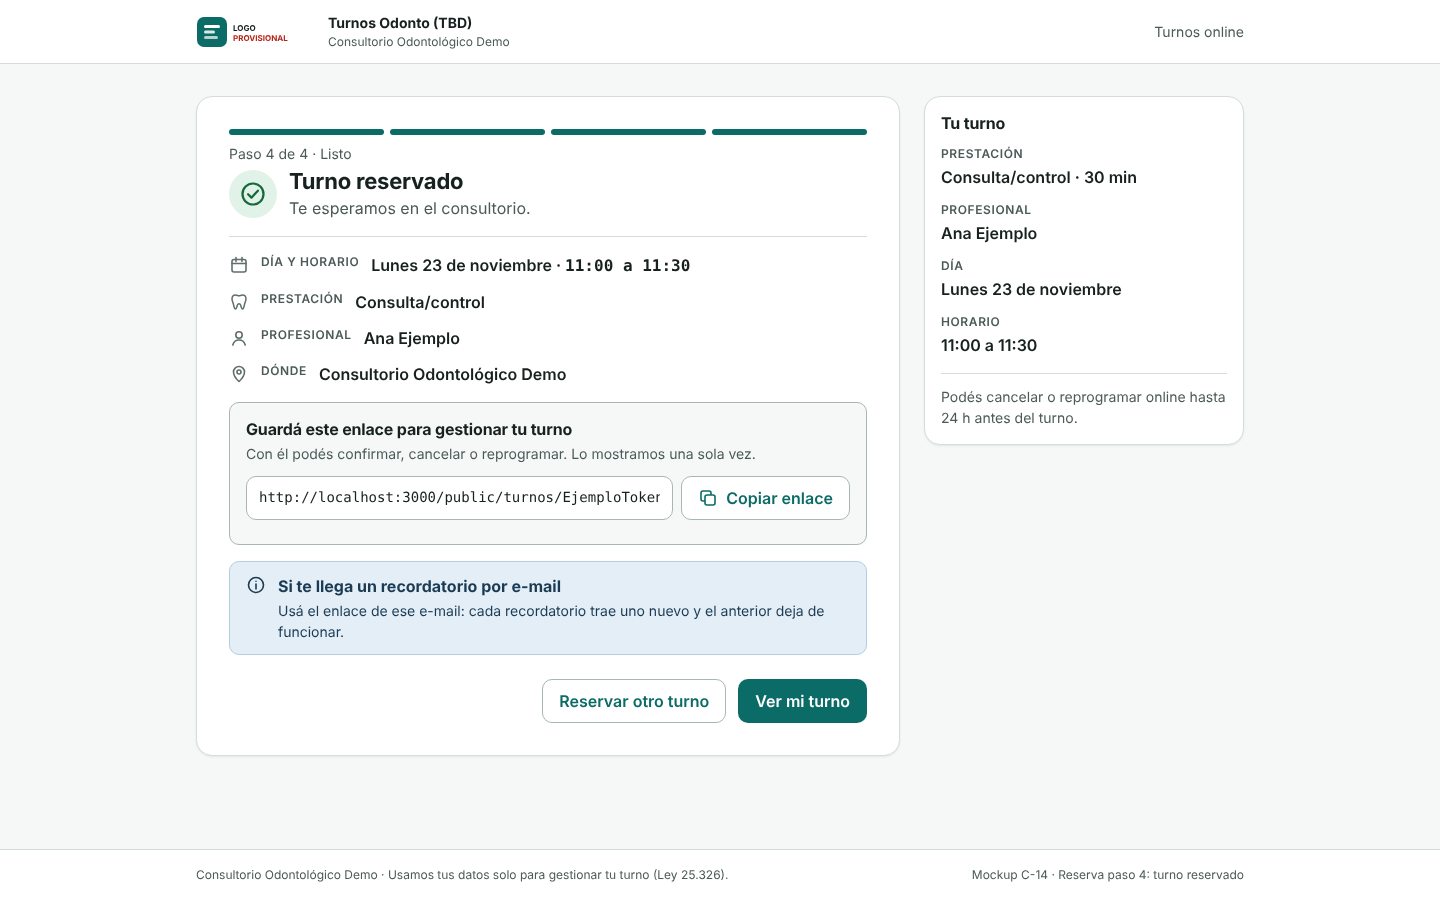 LOGO
PROVISIONAL
Turnos Odonto (TBD)
Consultorio Odontológico Demo
Turnos online
Paso 4 de 4 · Listo
Turno reservado
Te esperamos en el consultorio.
DÍA Y HORARIO Lunes 23 de noviembre · 11:00 a 11:30
PRESTACIÓN Consulta/control
PROFESIONAL Ana Ejemplo
DÓNDE Consultorio Odontológico Demo
Guardá este enlace para gestionar tu turno
Con él podés confirmar, cancelar o reprogramar. Lo mostramos una sola vez.
http://localhost:3000/public/turnos/EjemploToken
Copiar enlace
Si te llega un recordatorio por e-mail
Usá el enlace de ese e-mail: cada recordatorio trae uno nuevo y el anterior deja de
funcionar.
Reservar otro turno
Ver mi turno
Tu turno
PRESTACIÓN
Consulta/control · 30 min
PROFESIONAL
Ana Ejemplo
DÍA
Lunes 23 de noviembre
HORARIO
11:00 a 11:30
Podés cancelar o reprogramar online hasta
24 h antes del turno.
Consultorio Odontológico Demo · Usamos tus datos solo para gestionar tu turno (Ley 25.326).
Mockup C-14 · Reserva paso 4: turno reservado